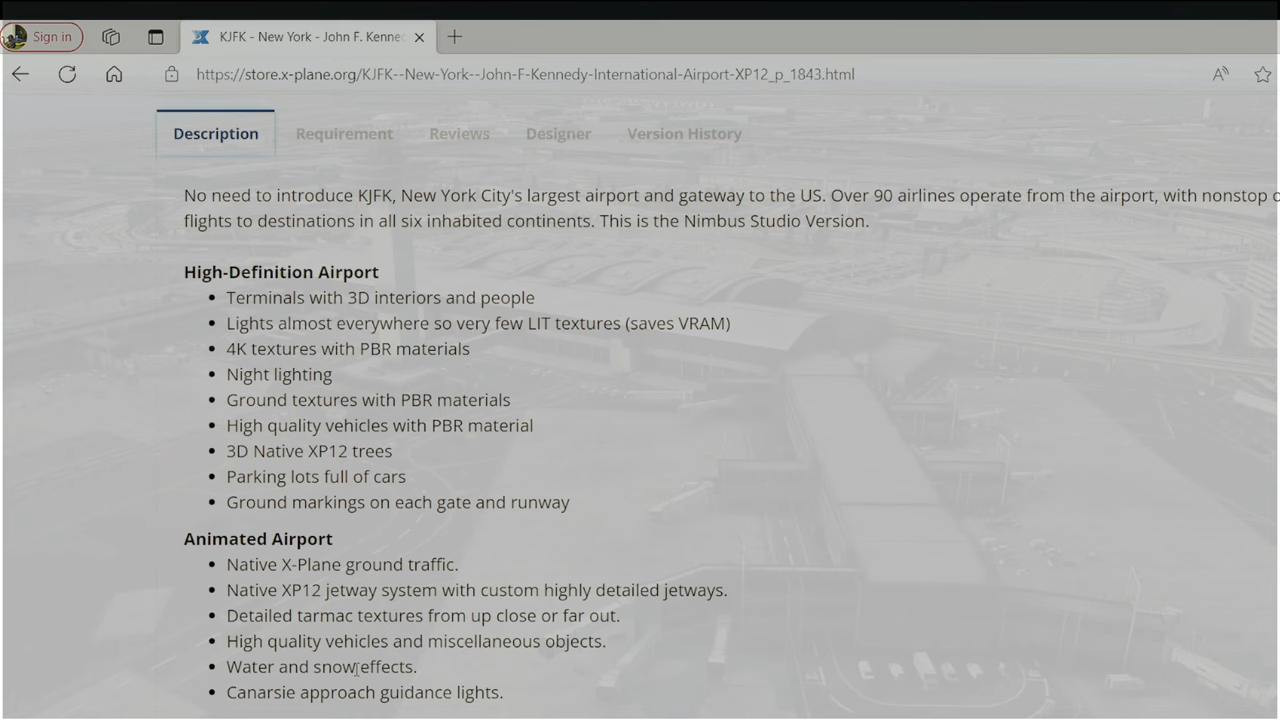 Sign in
KJFK - New York - John F. Kenne
https://store.x-plane.org/KJFK--New-York--John-F-Kennedy-International-Airport-XP12_p_1843.html
Description Requirement Reviews Designer Version History
No need to introduce KJFK, New York City's largest airport and gateway to the US. Over 90 airlines operate from the airport, with nonstop
flights to destinations in all six inhabited continents. This is the Nimbus Studio Version.
High-Definition Airport
• Terminals with 3D interiors and people
• Lights almost everywhere so very few LIT textures (saves VRAM)
• 4K textures with PBR materials
• Night lighting
• Ground textures with PBR materials
• High quality vehicles with PBR material
• 3D Native XP12 trees
• Parking lots full of cars
• Ground markings on each gate and runway
Animated Airport
• Native X-Plane ground traffic.
• Native XP12 jetway system with custom highly detailed jetways.
• Detailed tarmac textures from up close or far out.
• High quality vehicles and miscellaneous objects.
• Water and snow effects.
• Canarsie approach guidance lights.